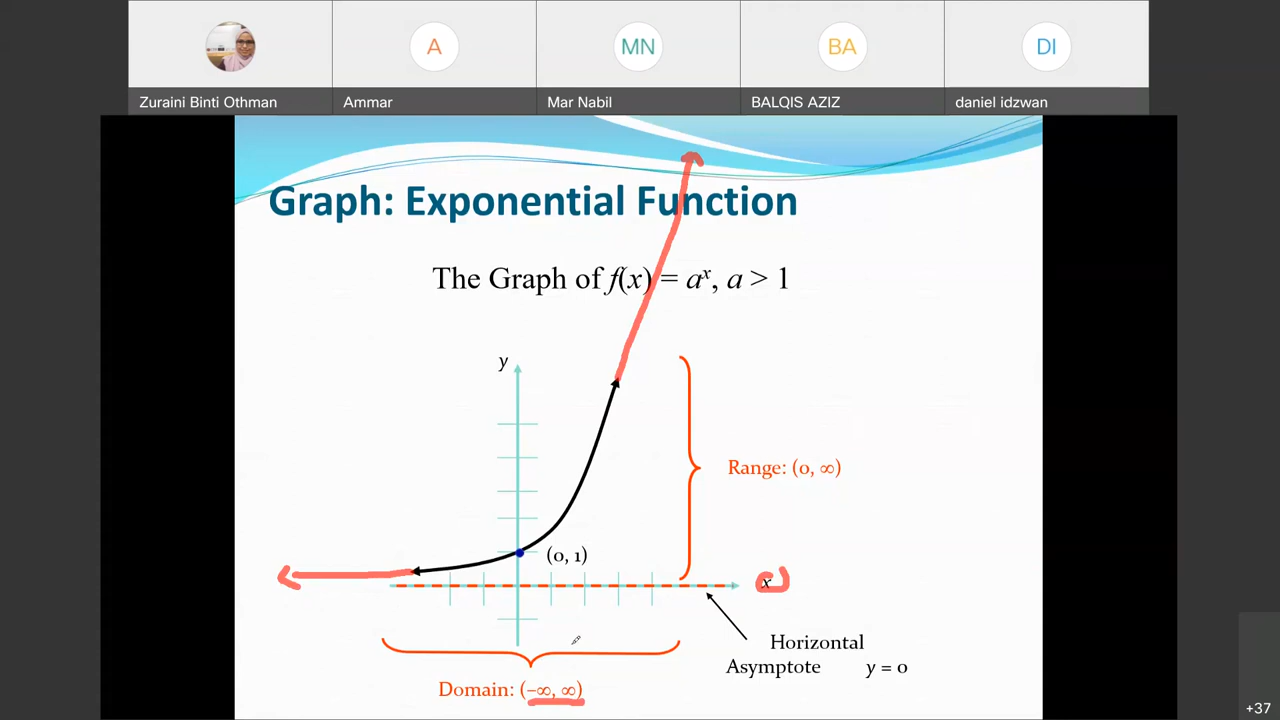 A
MN
BA
DI
Zuraini Binti Othman
Ammar
Mar Nabil
BALQIS AZIZ
daniel idzwan
Graph: Exponential Function
The Graph of f(x) = aˣ, a > 1
y
Range: (0, ∞)
(0, 1)
x
Horizontal
Asymptote y = 0
Domain: (−∞, ∞)
+37